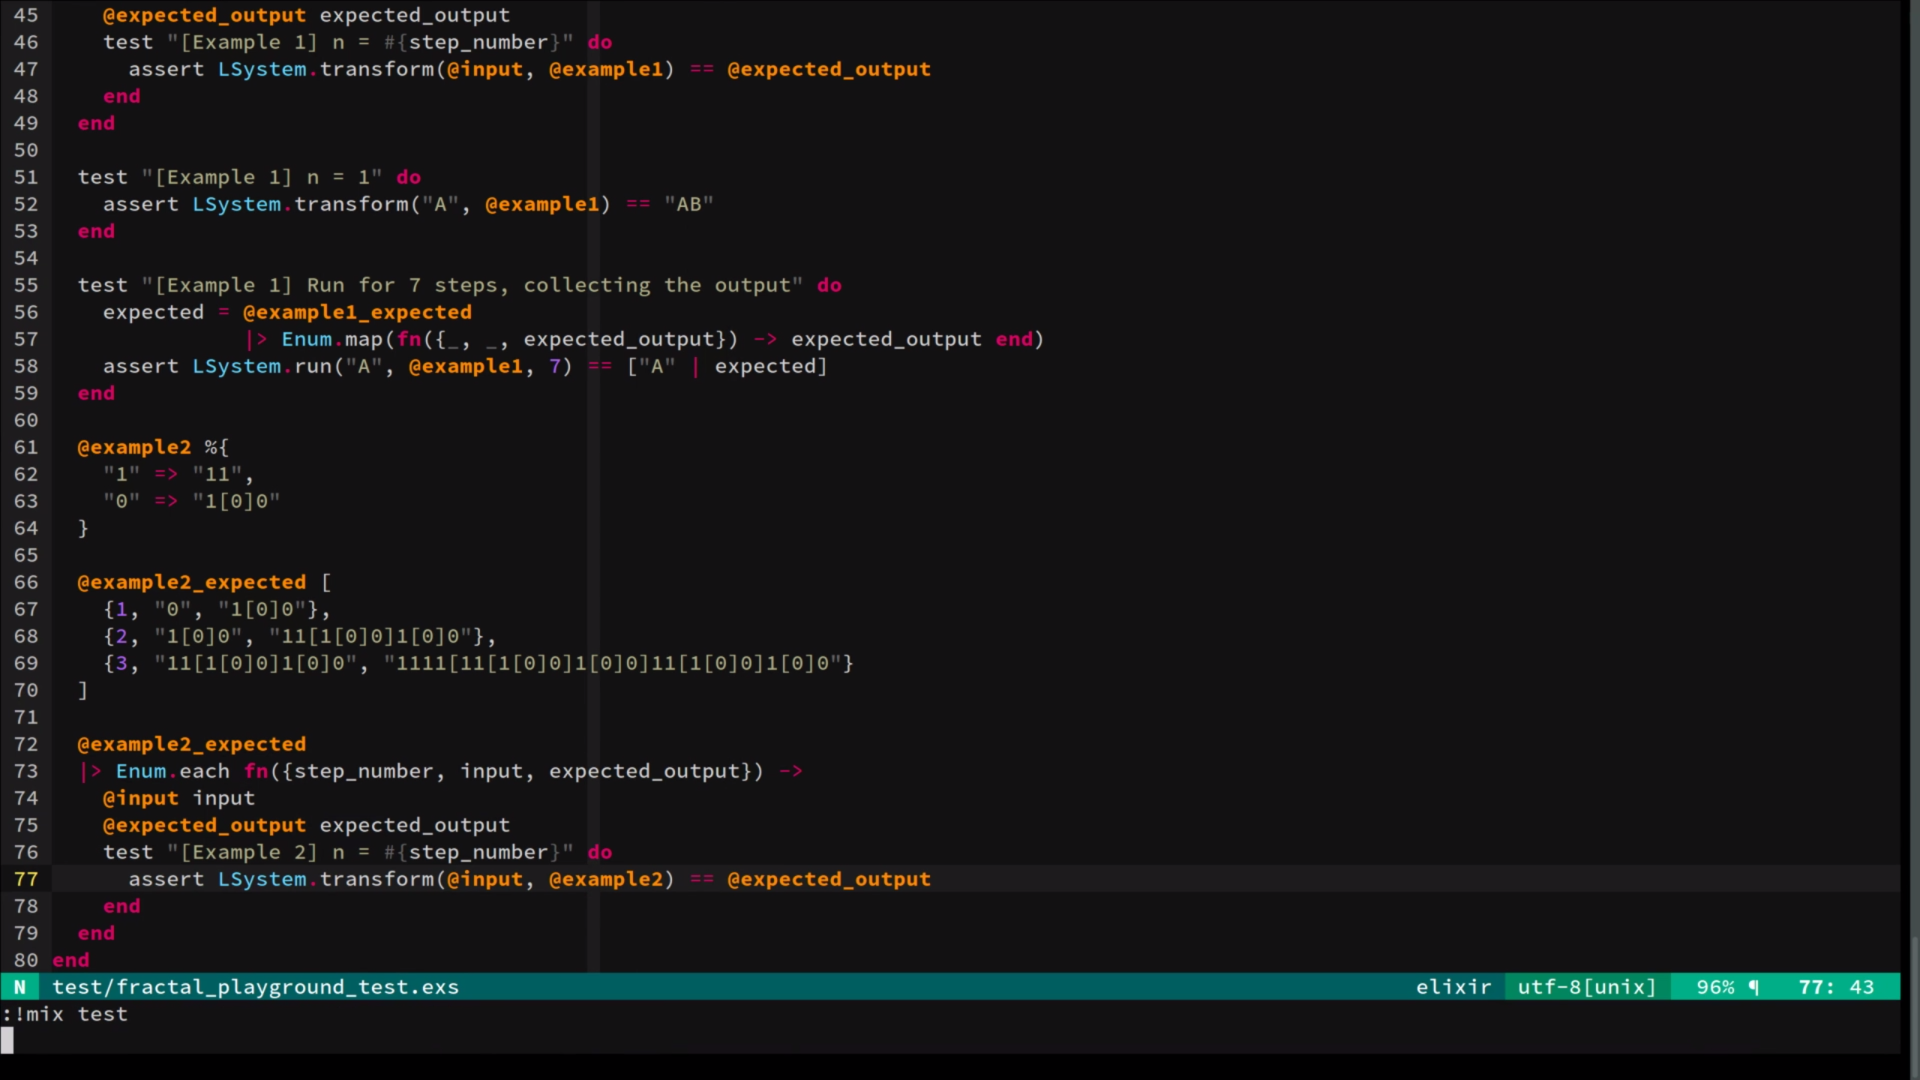 45     @expected_output expected_output
46     test "[Example 1] n = #{step_number}" do
47       assert LSystem.transform(@input, @example1) == @expected_output
48     end
49   end
50
51   test "[Example 1] n = 1" do
52     assert LSystem.transform("A", @example1) == "AB"
53   end
54
55   test "[Example 1] Run for 7 steps, collecting the output" do
56     expected = @example1_expected
57                |> Enum.map(fn({_, _, expected_output}) -> expected_output end)
58     assert LSystem.run("A", @example1, 7) == ["A" | expected]
59   end
60
61   @example2 %{
62     "1" => "11",
63     "0" => "1[0]0"
64   }
65
66   @example2_expected [
67     {1, "0", "1[0]0"},
68     {2, "1[0]0", "11[1[0]0]1[0]0"},
69     {3, "11[1[0]0]1[0]0", "1111[11[1[0]0]1[0]0]11[1[0]0]1[0]0"}
70   ]
71
72   @example2_expected
73   |> Enum.each fn({step_number, input, expected_output}) ->
74     @input input
75     @expected_output expected_output
76     test "[Example 2] n = #{step_number}" do
77       assert LSystem.transform(@input, @example2) == @expected_output
78     end
79   end
80 end
N  test/fractal_playground_test.exs elixir utf-8[unix] 96% ¶ 77: 43
:!mix test